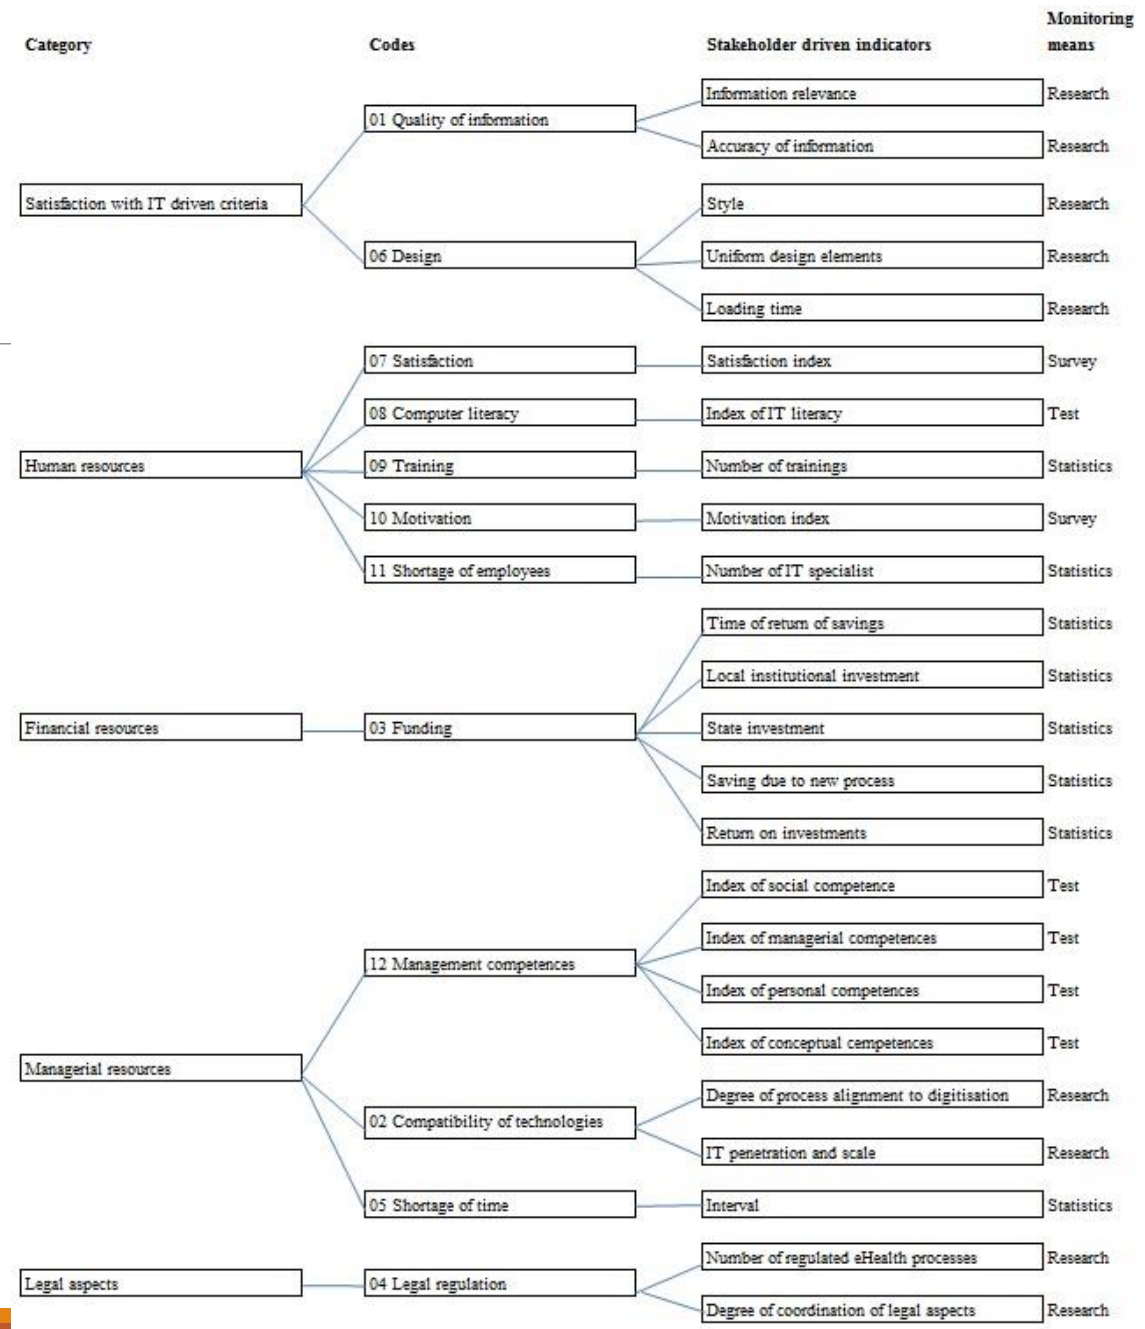 Monitoring
Category Codes Stakeholder driven indicators means
Information relevance Research
01 Quality of information
Accuracy of information Research
Satisfaction with IT driven criteria Style Research
06 Design Uniform design elements Research
Loading time Research
07 Satisfaction Satisfaction index Survey
08 Computer literacy Index of IT literacy Test
Human resources 09 Training Number of trainings Statistics
10 Motivation Motivation index Survey
11 Shortage of employees Number of IT specialist Statistics
Time of return of savings Statistics
Local institutional investment Statistics
Financial resources 03 Funding State investment Statistics
Saving due to new process Statistics
Return on investments Statistics
Index of social competence Test
Index of managerial competences Test
12 Management competences
Index of personal competences Test
Index of conceptual cempetences Test
Managerial resources
Degree of process alignment to digitisation Research
02 Compatibility of technologies
IT penetration and scale Research
05 Shortage of time Interval Statistics
Number of regulated eHealth processes Research
Legal aspects 04 Legal regulation
Degree of coordination of legal aspects Research